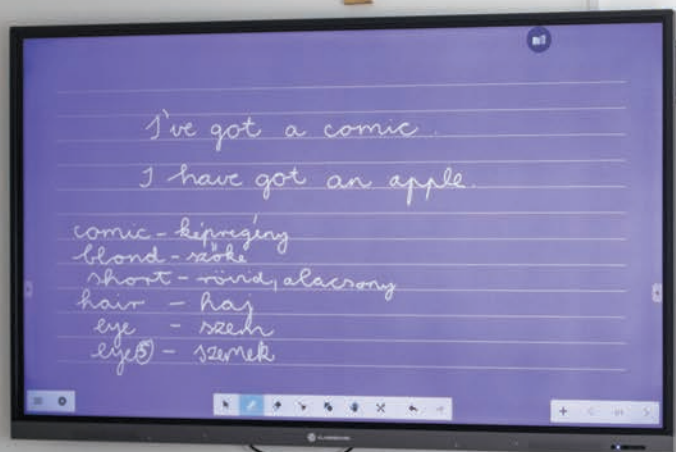 I've got a comic.
I have got an apple.
comic - képregény
blond - szőke
short - rövid, alacsony
hair - haj
eye - szem
eyes - szemek